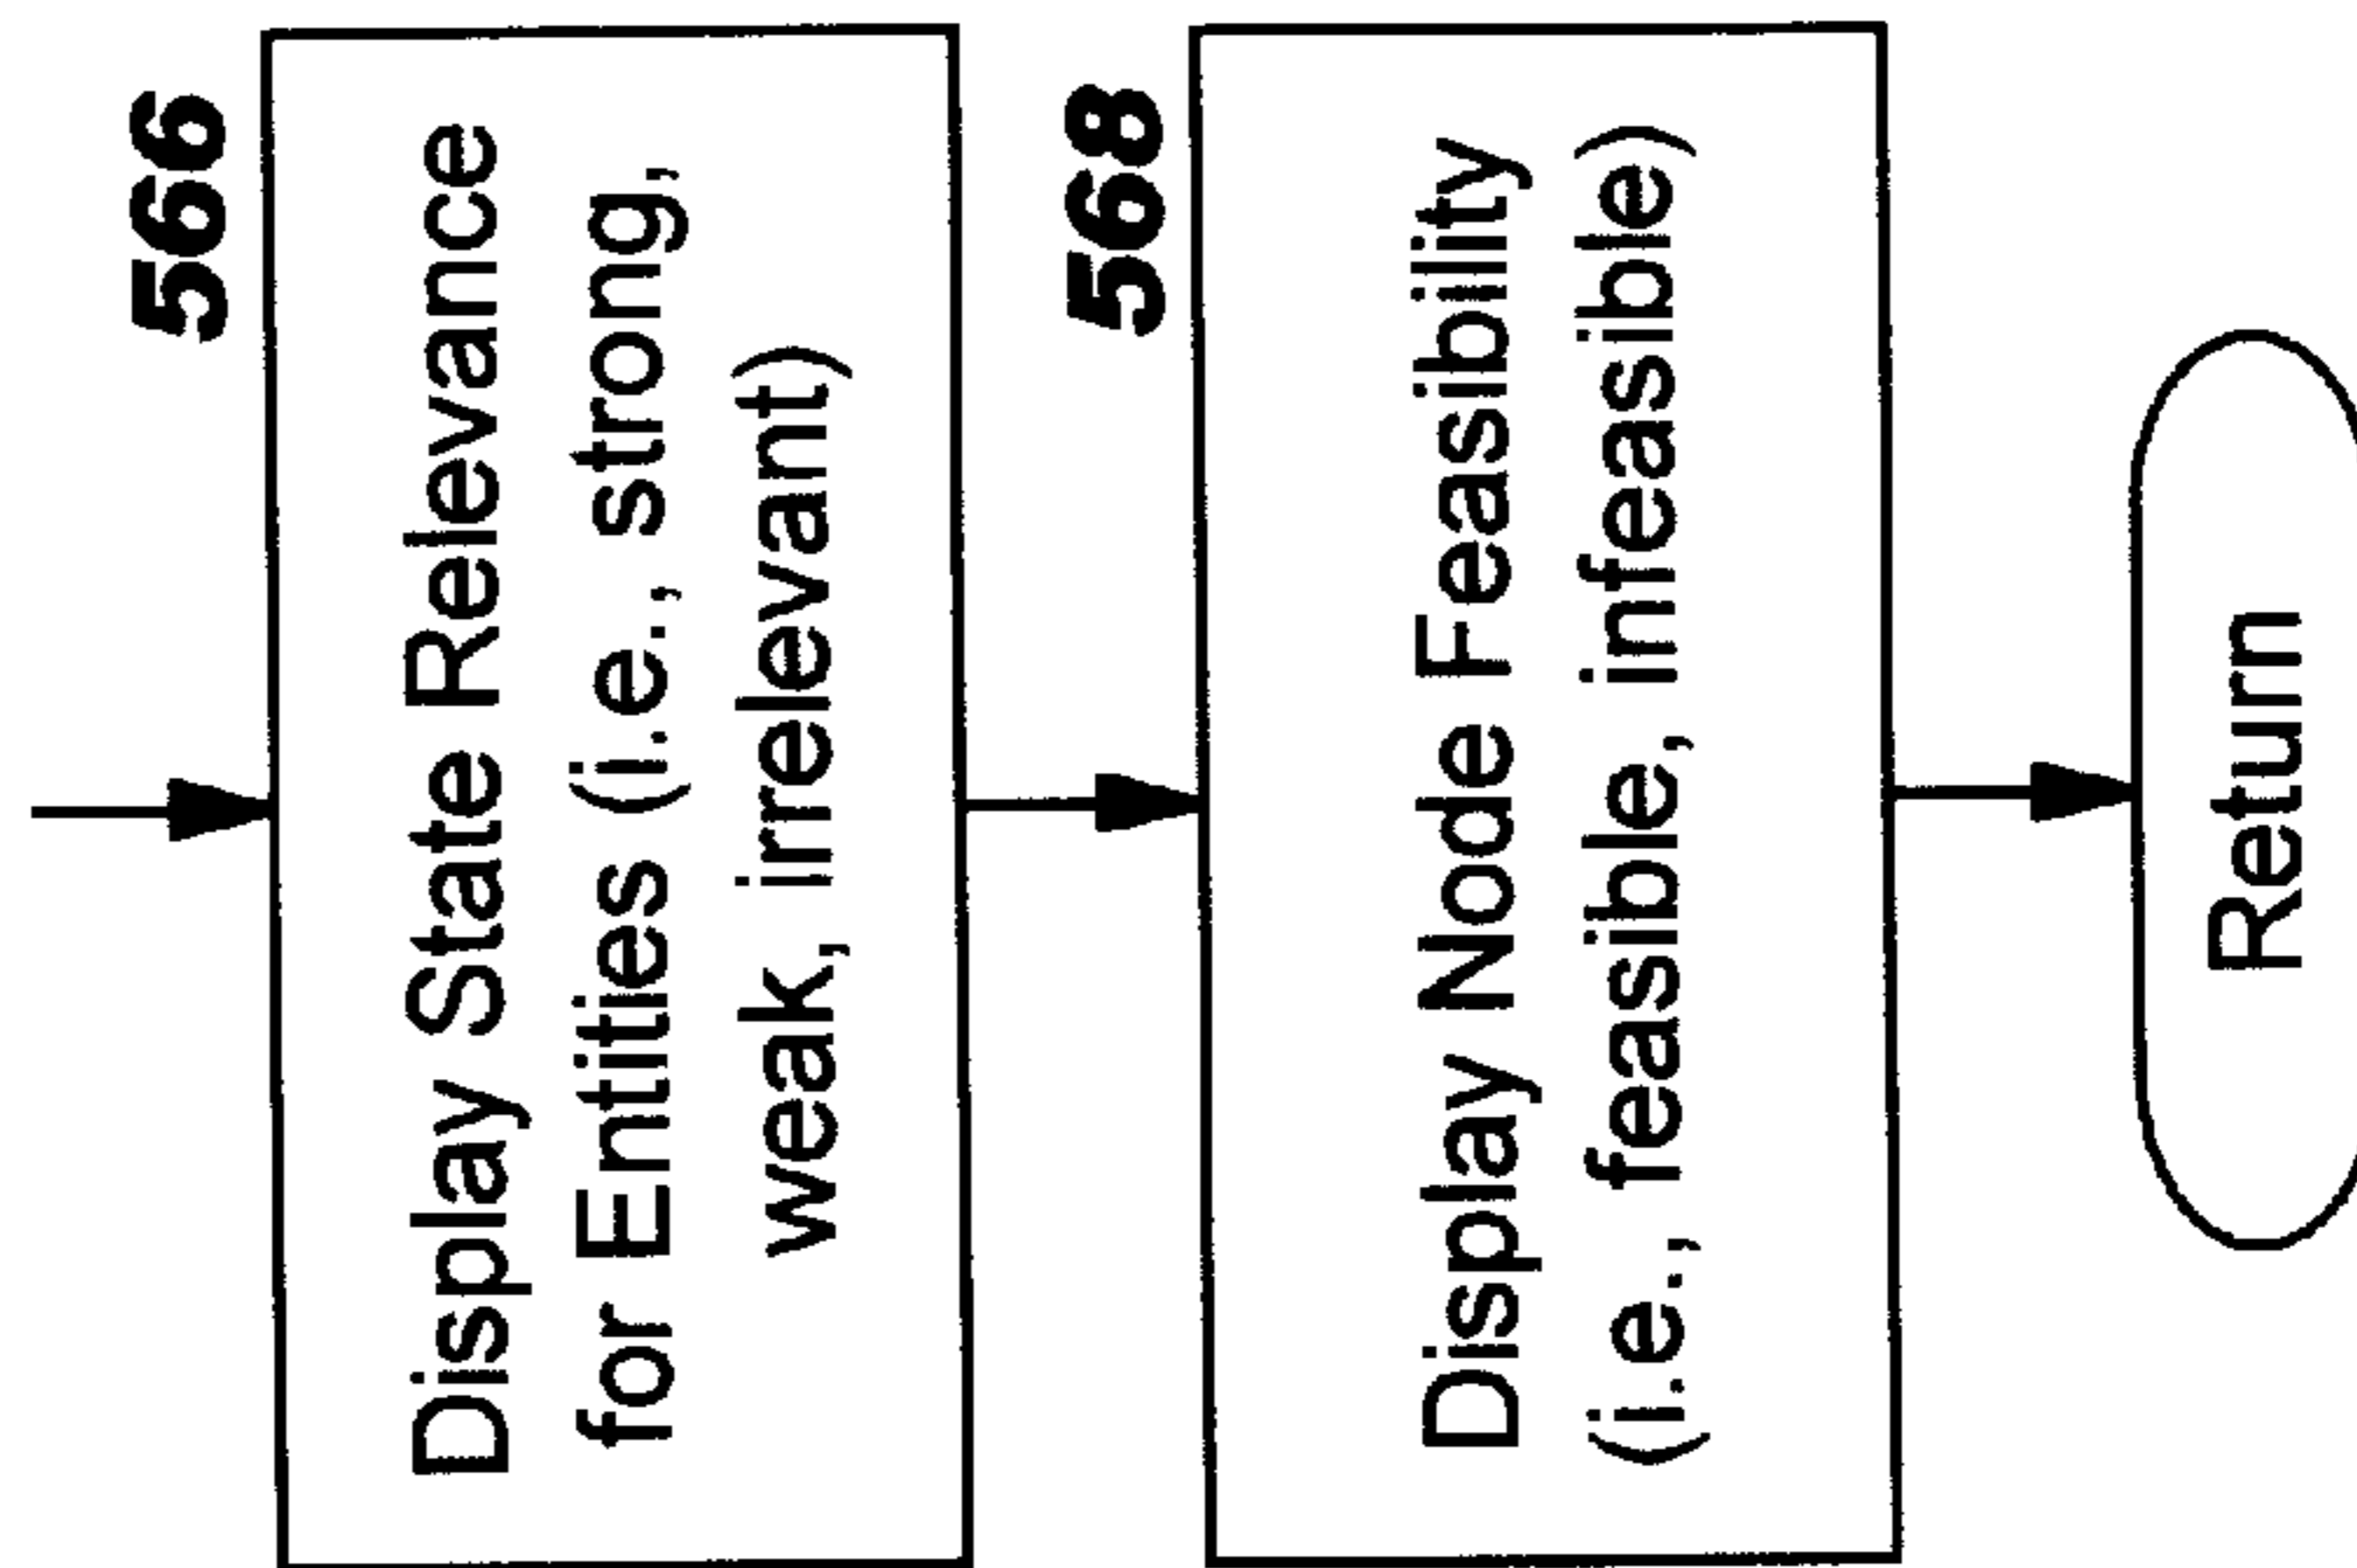 566
Display State Relevance
for Entities (i.e., strong,
weak, irrelevant)
568
Display Node Feasibility
(i.e., feasible, infeasible)
Return